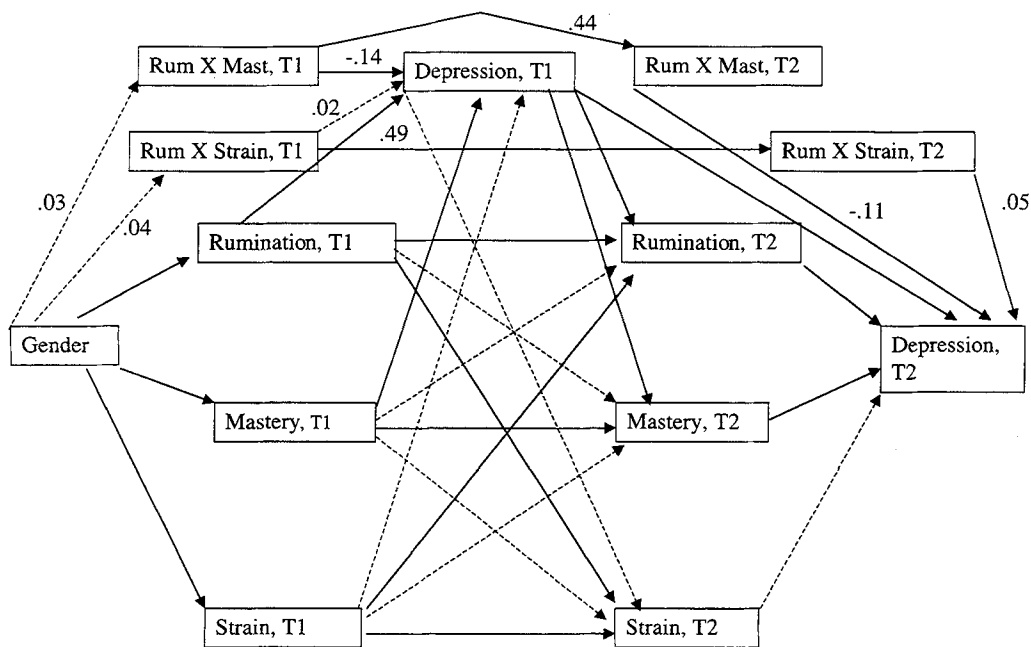 .44
Rum X Mast, T1
-.14
Depression, T1
Rum X Mast, T2
.02
Rum X Strain, T1
.49
Rum X Strain, T2
.03
.04
-.11
.05
Rumination, T1
Rumination, T2
Gender
Depression,
T2
Mastery, T1
Mastery, T2
Strain, T1
Strain, T2